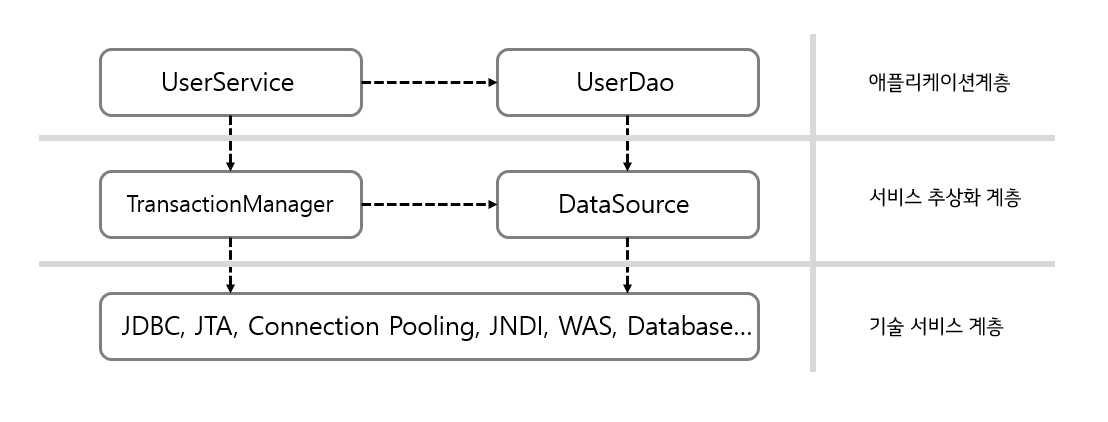 UserService
UserDao
애플리케이션계층
TransactionManager
DataSource
서비스 추상화 계층
JDBC, JTA, Connection Pooling, JNDI, WAS, Database...
기술 서비스 계층